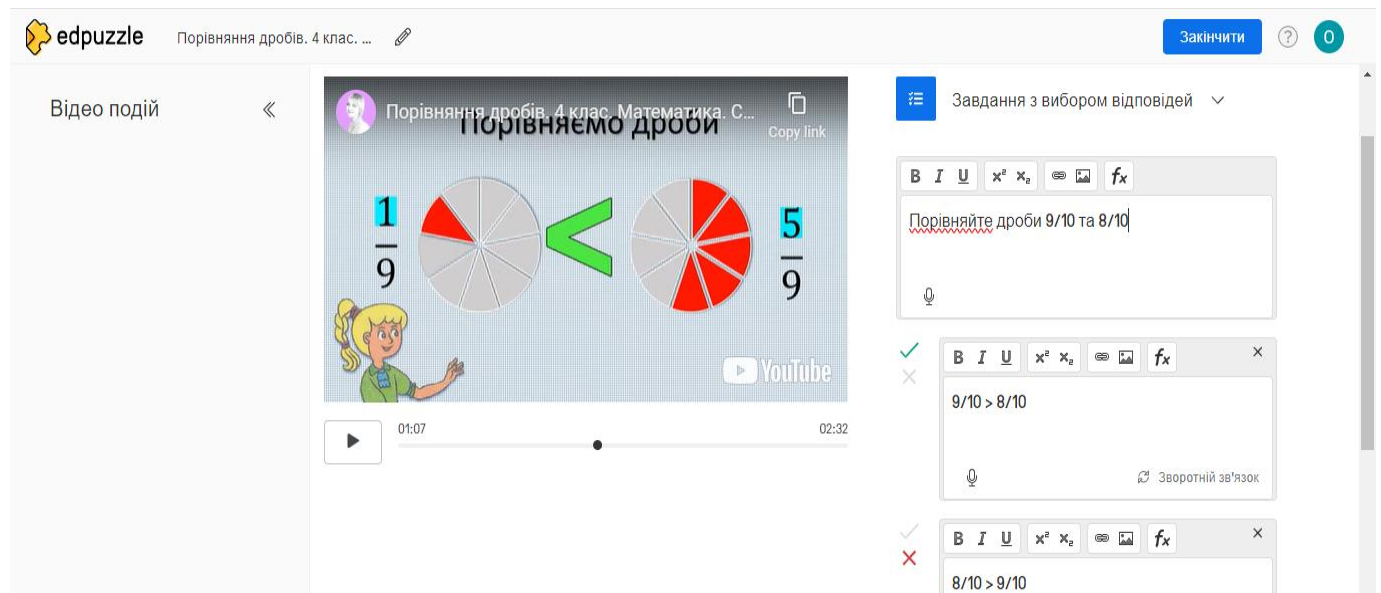 edpuzzle
Порівняння дробів. 4 клас. ...
Закінчити
?
O
Відео подій
Порівняння дробів. 4 клас. Математика. С...
Copy link
Порівняємо дроби
1
9
<
5
9
YouTube
01:07
02:32
Завдання з вибором відповідей
B I U x² x₂ fx
Порівняйте дроби 9/10 та 8/10
B I U x² x₂ fx
9/10 > 8/10
Зворотній зв'язок
B I U x² x₂ fx
8/10 > 9/10